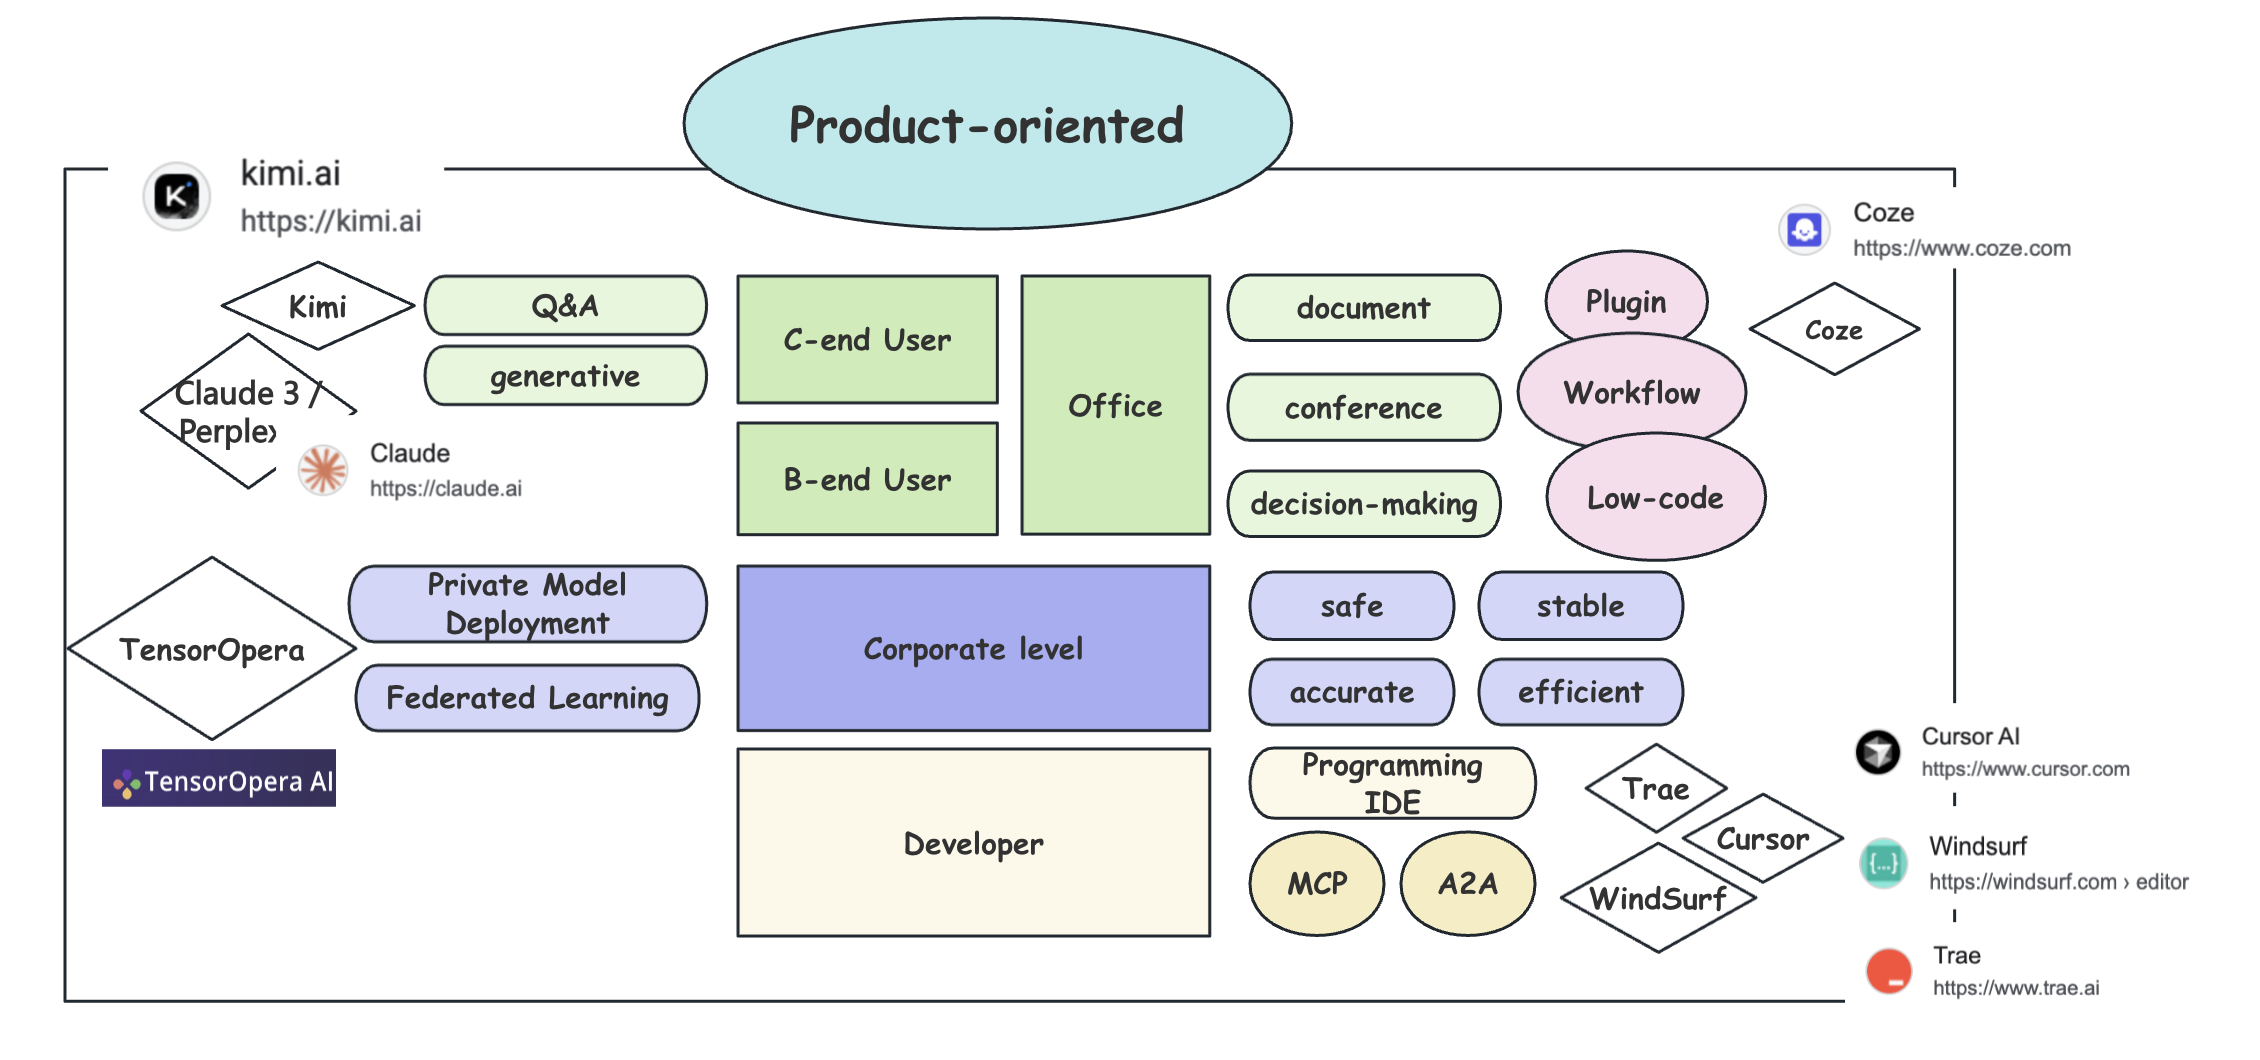 Product-oriented
kimi.ai
https://kimi.ai
Coze
https://www.coze.com
Kimi
Q&A
generative
C-end User
Office
document
Plugin
Coze
Claude 3 /
Claude
https://claude.ai
B-end User
conference
Workflow
decision-making
Low-code
TensorOpera
Private Model
Deployment
Federated Learning
Corporate level
safe
stable
accurate
efficient
TensorOpera AI
Developer
Programming
IDE
MCP
A2A
Trae
Cursor
WindSurf
Cursor AI
https://www.cursor.com
Windsurf
https://windsurf.com › editor
Trae
https://www.trae.ai